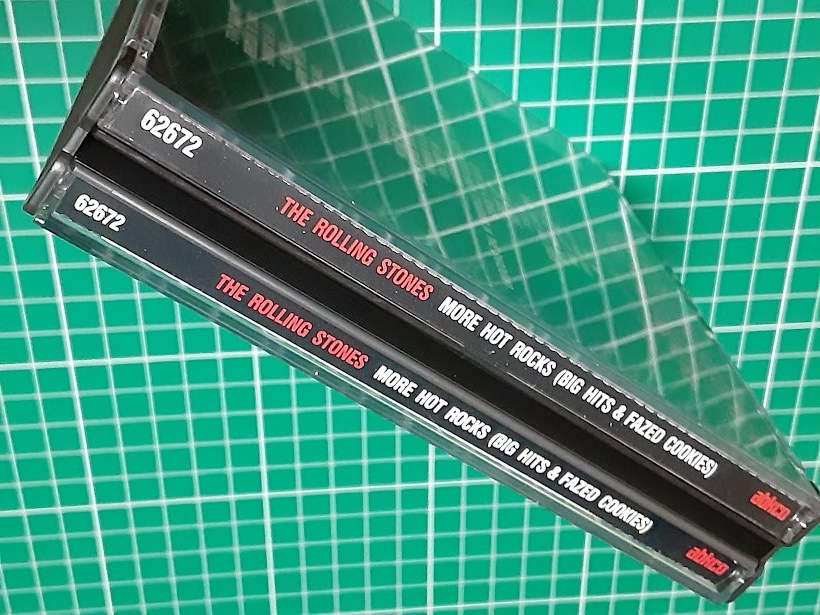 62672 THE ROLLING STONES MORE HOT ROCKS (BIG HITS & FAZED COOKIES) abkco
62672 THE ROLLING STONES MORE HOT ROCKS (BIG HITS & FAZED COOKIES) abkco